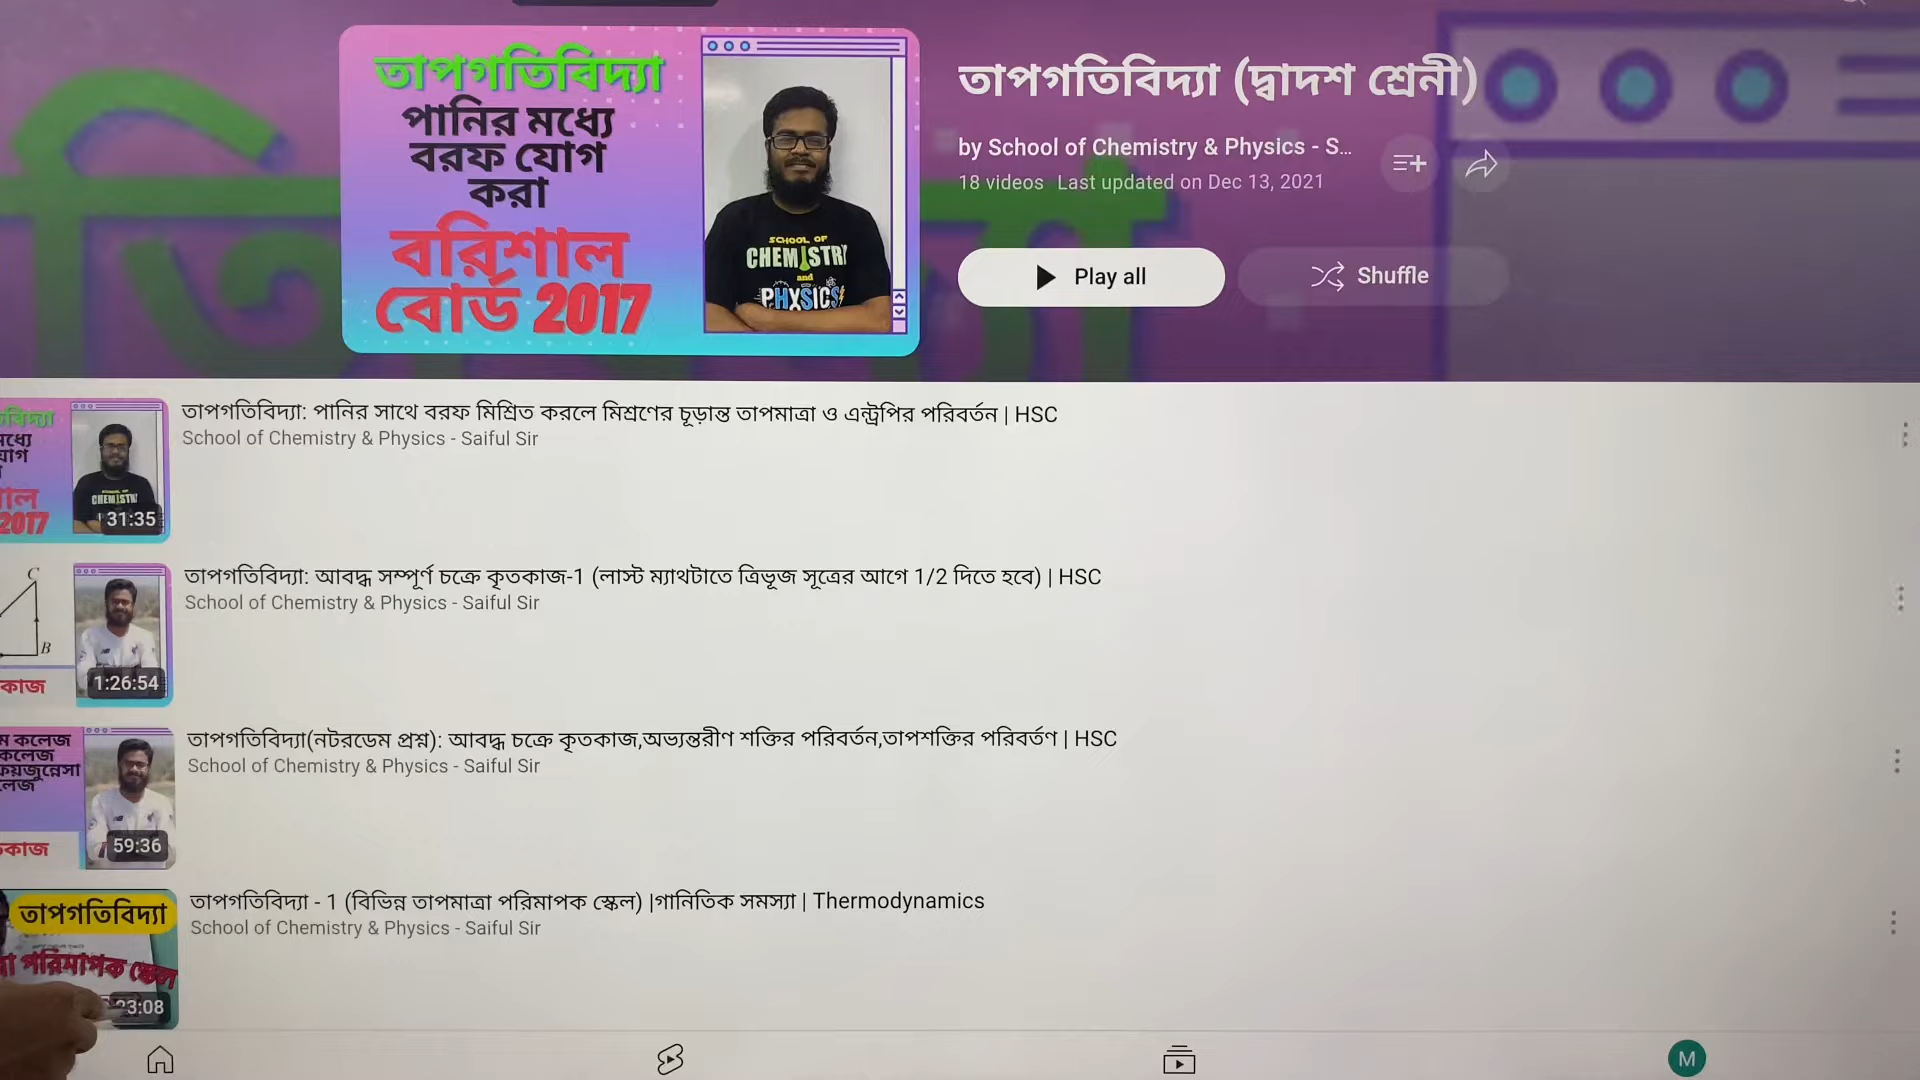 তাপগতিবিদ্যা
পানির মধ্যে
বরফ যোগ
করা
বরিশাল
বোর্ড 2017
SCHOOL OF
CHEMISTRY
and
PHYSICS
তাপগতিবিদ্যা (দ্বাদশ শ্রেনী)
by School of Chemistry & Physics - S...
18 videos Last updated on Dec 13, 2021
Play all
Shuffle
31:35
তাপগতিবিদ্যা: পানির সাথে বরফ মিশ্রিত করলে মিশ্রণের চূড়ান্ত তাপমাত্রা ও এন্ট্রপির পরিবর্তন | HSC
School of Chemistry & Physics - Saiful Sir
C
B
কাজ
1:26:54
তাপগতিবিদ্যা: আবদ্ধ সম্পূর্ণ চক্রে কৃতকাজ-1 (লাস্ট ম্যাথটাতে ত্রিভূজ সূত্রের আগে 1/2 দিতে হবে) | HSC
School of Chemistry & Physics - Saiful Sir
কলেজ
59:36
তাপগতিবিদ্যা(নটরডেম প্রশ্ন): আবদ্ধ চক্রে কৃতকাজ,অভ্যন্তরীণ শক্তির পরিবর্তন,তাপশক্তির পরিবর্তণ | HSC
School of Chemistry & Physics - Saiful Sir
তাপগতিবিদ্যা
পরিমাপক স্কেল
23:08
তাপগতিবিদ্যা - 1 (বিভিন্ন তাপমাত্রা পরিমাপক স্কেল) |গানিতিক সমস্যা | Thermodynamics
School of Chemistry & Physics - Saiful Sir
M